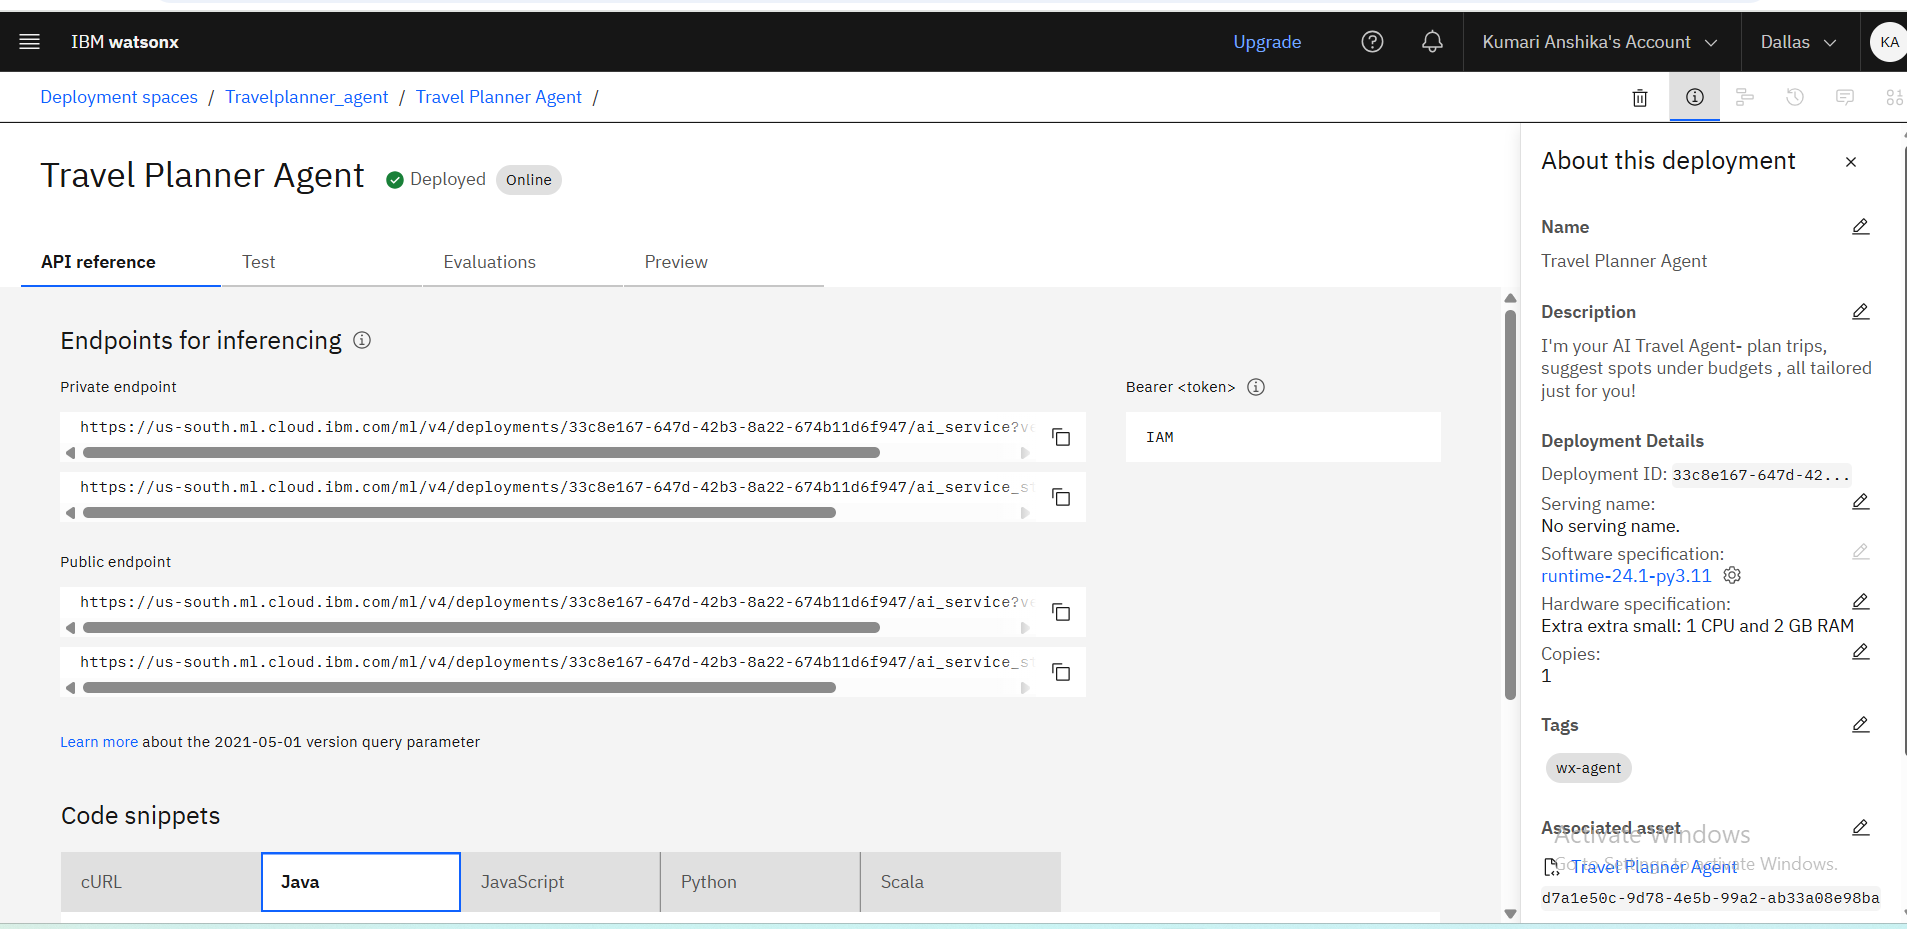 IBM watsonx
Upgrade
Kumari Anshika's Account
Dallas
KA
Deployment spaces / Travelplanner_agent / Travel Planner Agent /
Travel Planner Agent
Deployed
Online
API reference
Test
Evaluations
Preview
Endpoints for inferencing
Private endpoint
https://us-south.ml.cloud.ibm.com/ml/v4/deployments/33c8e167-647d-42b3-8a22-674b11d6f947/ai_service?ve
https://us-south.ml.cloud.ibm.com/ml/v4/deployments/33c8e167-647d-42b3-8a22-674b11d6f947/ai_service_st
Bearer <token>
IAM
Public endpoint
https://us-south.ml.cloud.ibm.com/ml/v4/deployments/33c8e167-647d-42b3-8a22-674b11d6f947/ai_service?ve
https://us-south.ml.cloud.ibm.com/ml/v4/deployments/33c8e167-647d-42b3-8a22-674b11d6f947/ai_service_st
Learn more about the 2021-05-01 version query parameter
Code snippets
cURL
Java
JavaScript
Python
Scala
About this deployment
Name
Travel Planner Agent
Description
I'm your AI Travel Agent- plan trips,
suggest spots under budgets , all tailored
just for you!
Deployment Details
Deployment ID: 33c8e167-647d-42...
Serving name:
No serving name.
Software specification:
runtime-24.1-py3.11
Hardware specification:
Extra extra small: 1 CPU and 2 GB RAM
Copies:
1
Tags
wx-agent
Associated asset
Travel Planner Agent
d7a1e50c-9d78-4e5b-99a2-ab33a08e98ba
Activate Windows
Go to Settings to activate Windows.